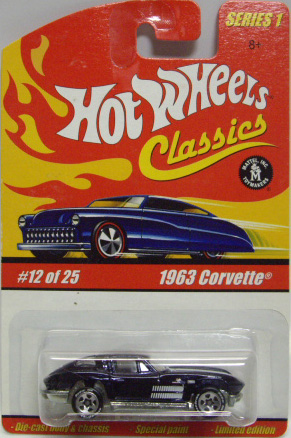 SERIES 1
8+
Hot Wheels
Classics
MATTEL, INC.
TOYMAKERS
#12 of 25
1963 Corvette®
Die-cast body & chassis
Special paint
Limited edition